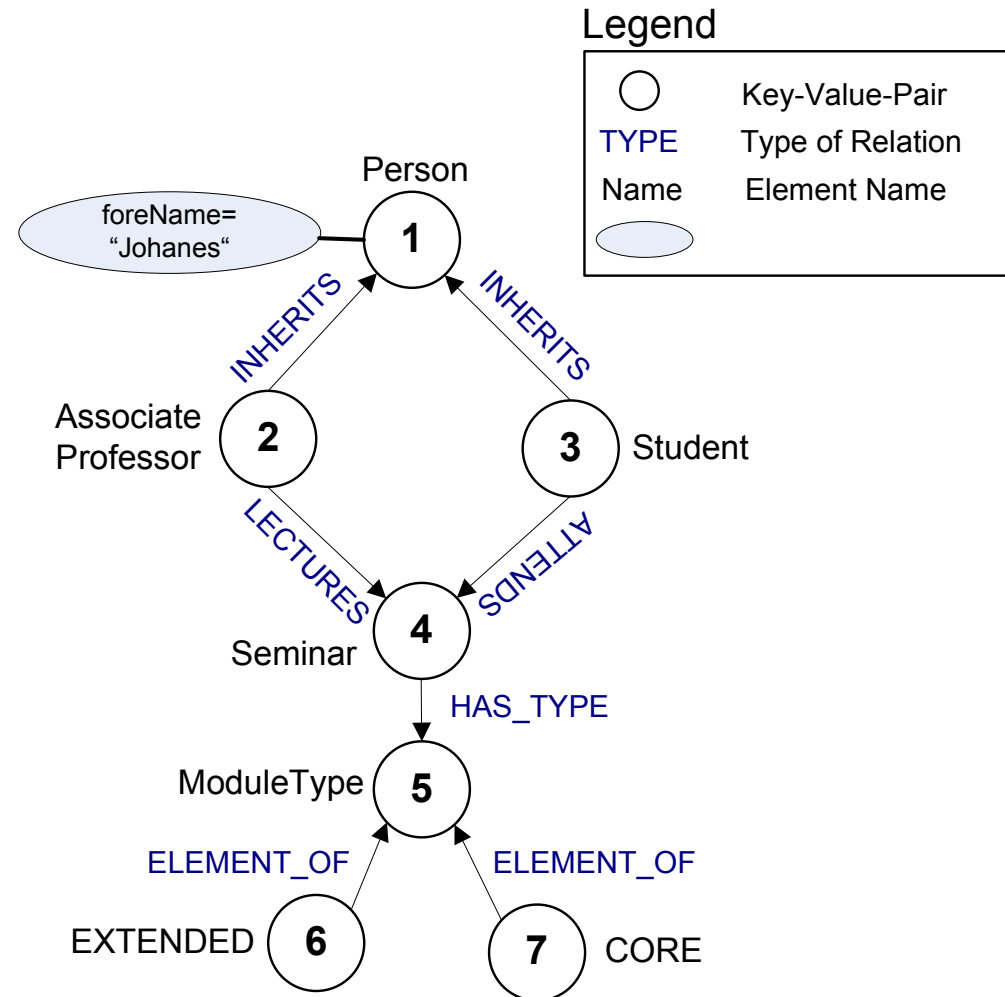 Legend
Key-Value-Pair
TYPE Type of Relation
Name Element Name
Person
foreName=
“Johanes“
1
INHERITS
INHERITS
Associate
Professor
2
3
Student
LECTURES
ATTENDS
4
Seminar
HAS_TYPE
ModuleType
5
ELEMENT_OF
ELEMENT_OF
EXTENDED
6
7
CORE